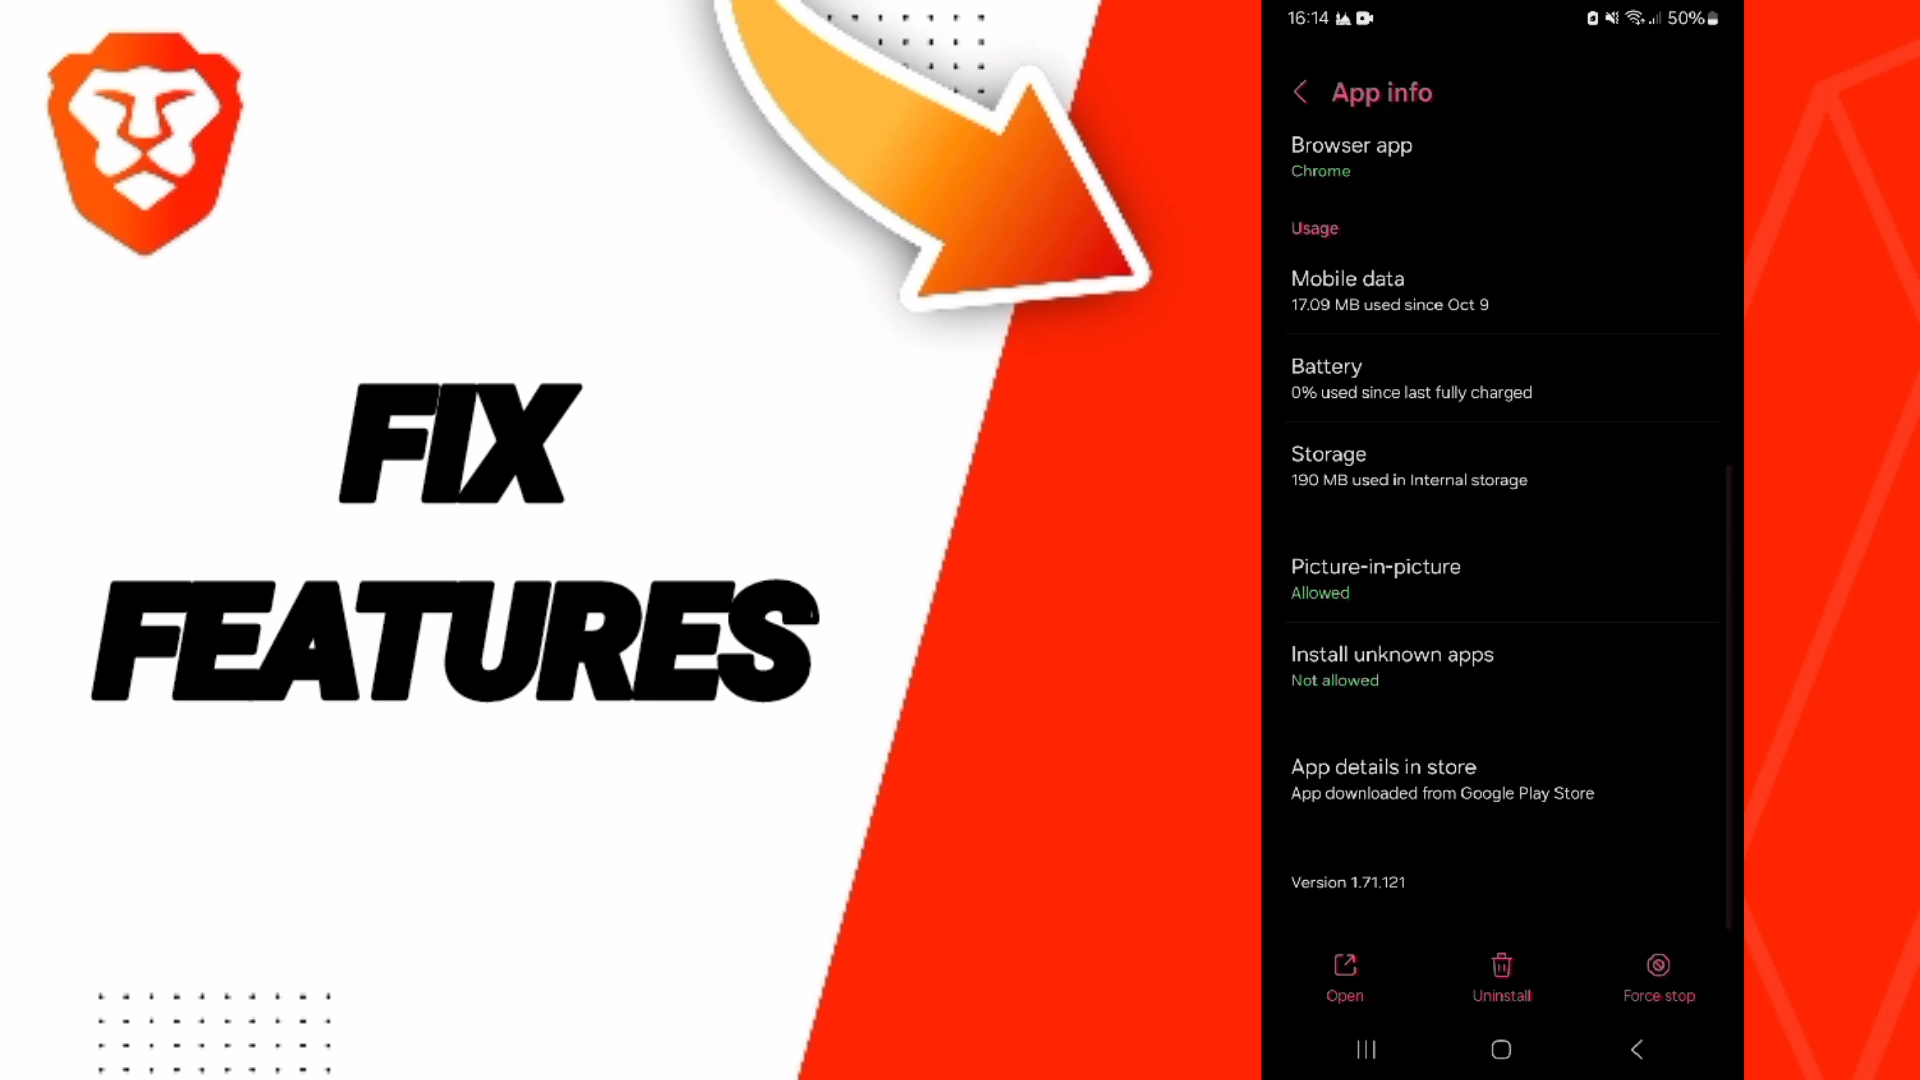 FIX
FEATURES
16:14
50%
App info
Browser app
Chrome
Usage
Mobile data
17.09 MB used since Oct 9
Battery
0% used since last fully charged
Storage
190 MB used in Internal storage
Picture-in-picture
Allowed
Install unknown apps
Not allowed
App details in store
App downloaded from Google Play Store
Version 1.71.121
Open
Uninstall
Force stop